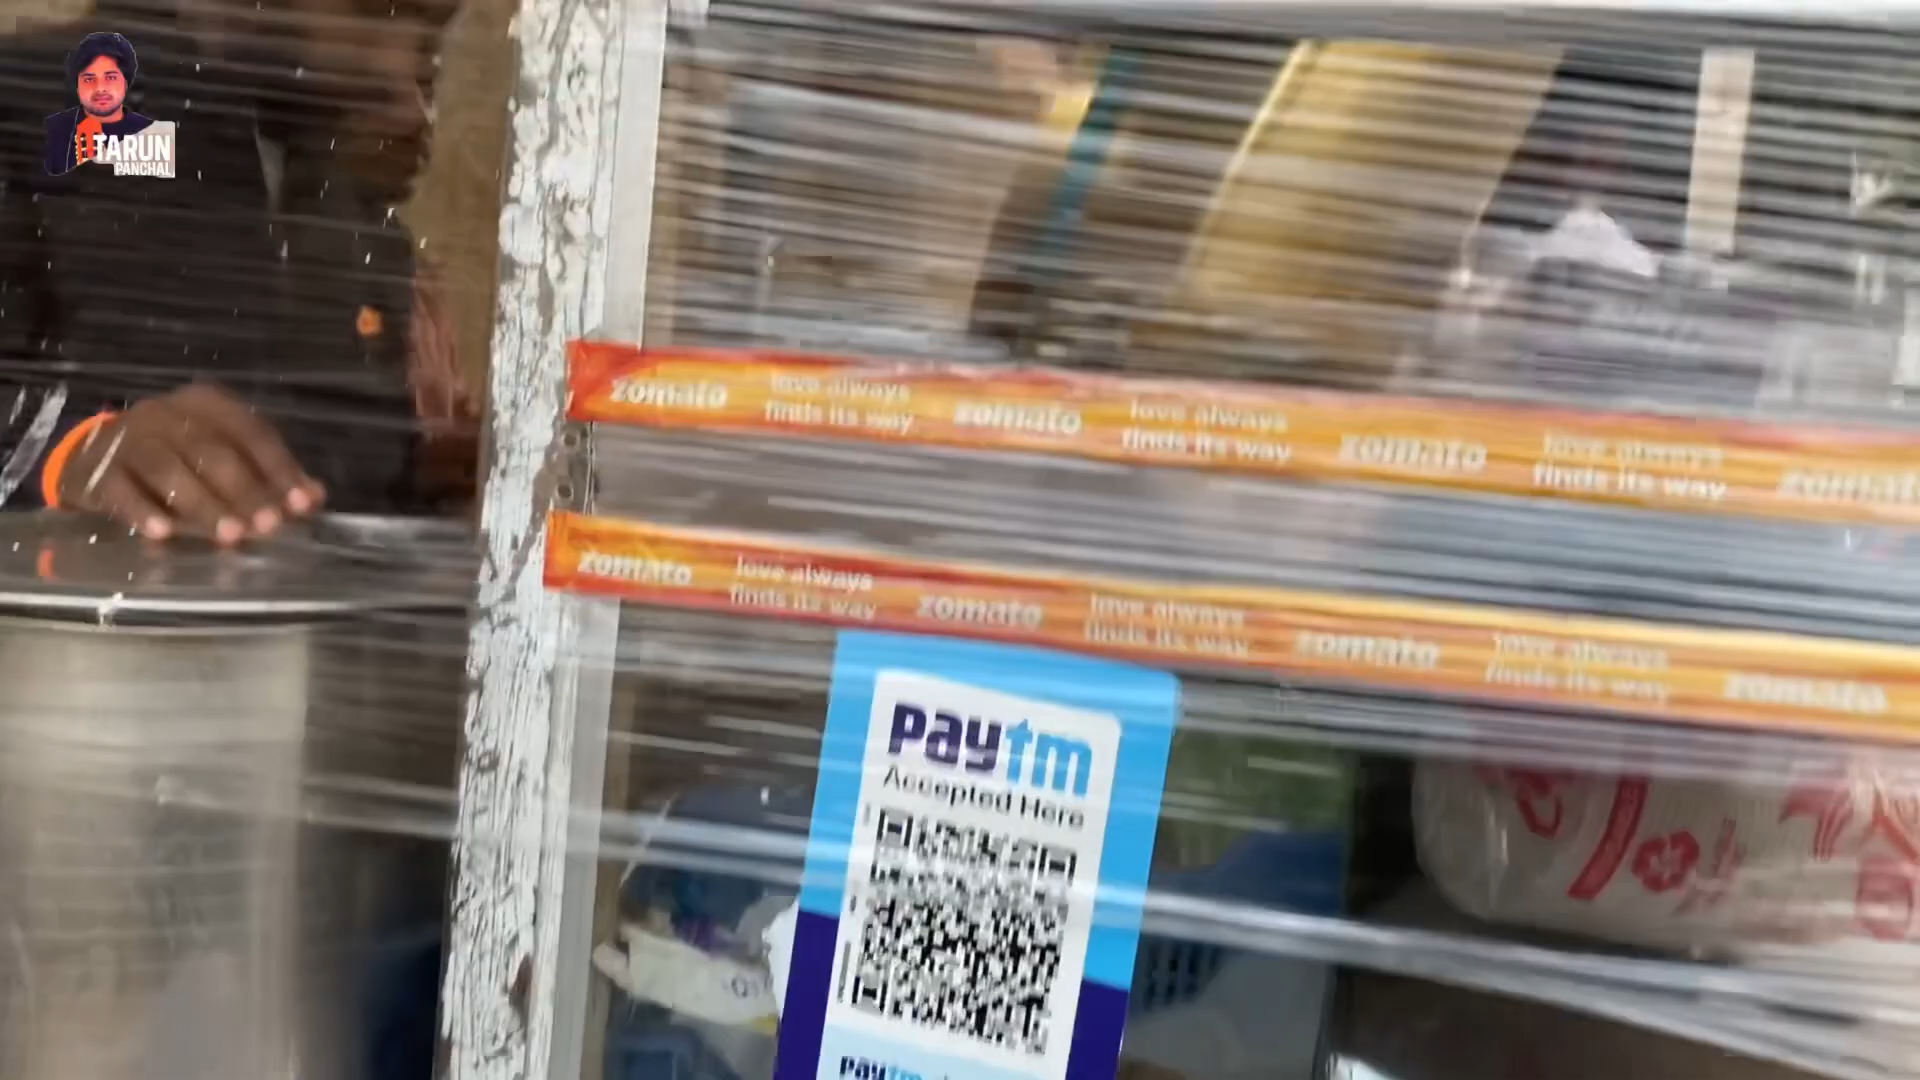 TARUN
PANCHAL
zomato love always finds its way zomato love always finds its way zomato love always finds its way zomato
zomato love always finds its way zomato love always finds its way zomato love always finds its way zomato
paytm
Accepted Here
paytm